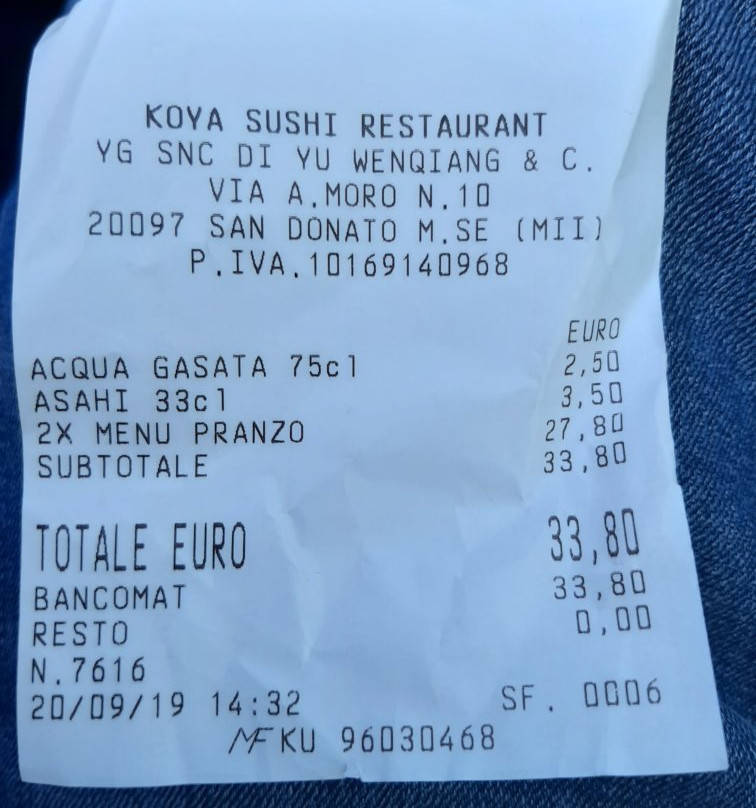 KOYA SUSHI RESTAURANT
YG SNC DI YU WENQIANG & C.
VIA A.MORO N.10
20097 SAN DONATO M.SE (MII)
P.IVA.10169140968
EURO
ACQUA GASATA 75cl 2,50
ASAHI 33cl 3,50
2X MENU PRANZO 27,80
SUBTOTALE 33,80
TOTALE EURO 33,80
BANCOMAT 33,80
RESTO 0,00
N.7616
20/09/19 14:32 SF. 0006
MF KU 96030468